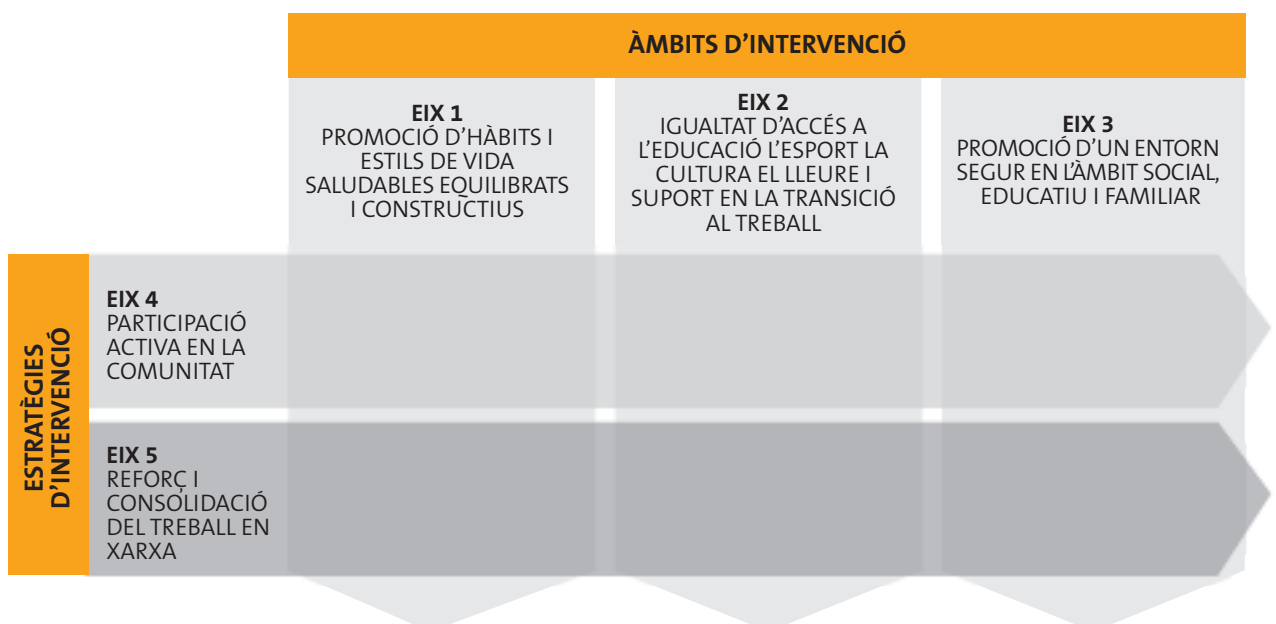 ÀMBITS D’INTERVENCIÓ
EIX 1
PROMOCIÓ D’HÀBITS I
ESTILS DE VIDA
SALUDABLES EQUILIBRATS
I CONSTRUCTIUS
EIX 2
IGUALTAT D’ACCÉS A
L’EDUCACIÓ L’ESPORT LA
CULTURA EL LLEURE I
SUPORT EN LA TRANSICIÓ
AL TREBALL
EIX 3
PROMOCIÓ D’UN ENTORN
SEGUR EN L’ÀMBIT SOCIAL,
EDUCATIU I FAMILIAR
ESTRATÈGIES
D’INTERVENCIÓ
EIX 4
PARTICIPACIÓ
ACTIVA EN LA
COMUNITAT
EIX 5
REFORÇ I
CONSOLIDACIÓ
DEL TREBALL EN
XARXA